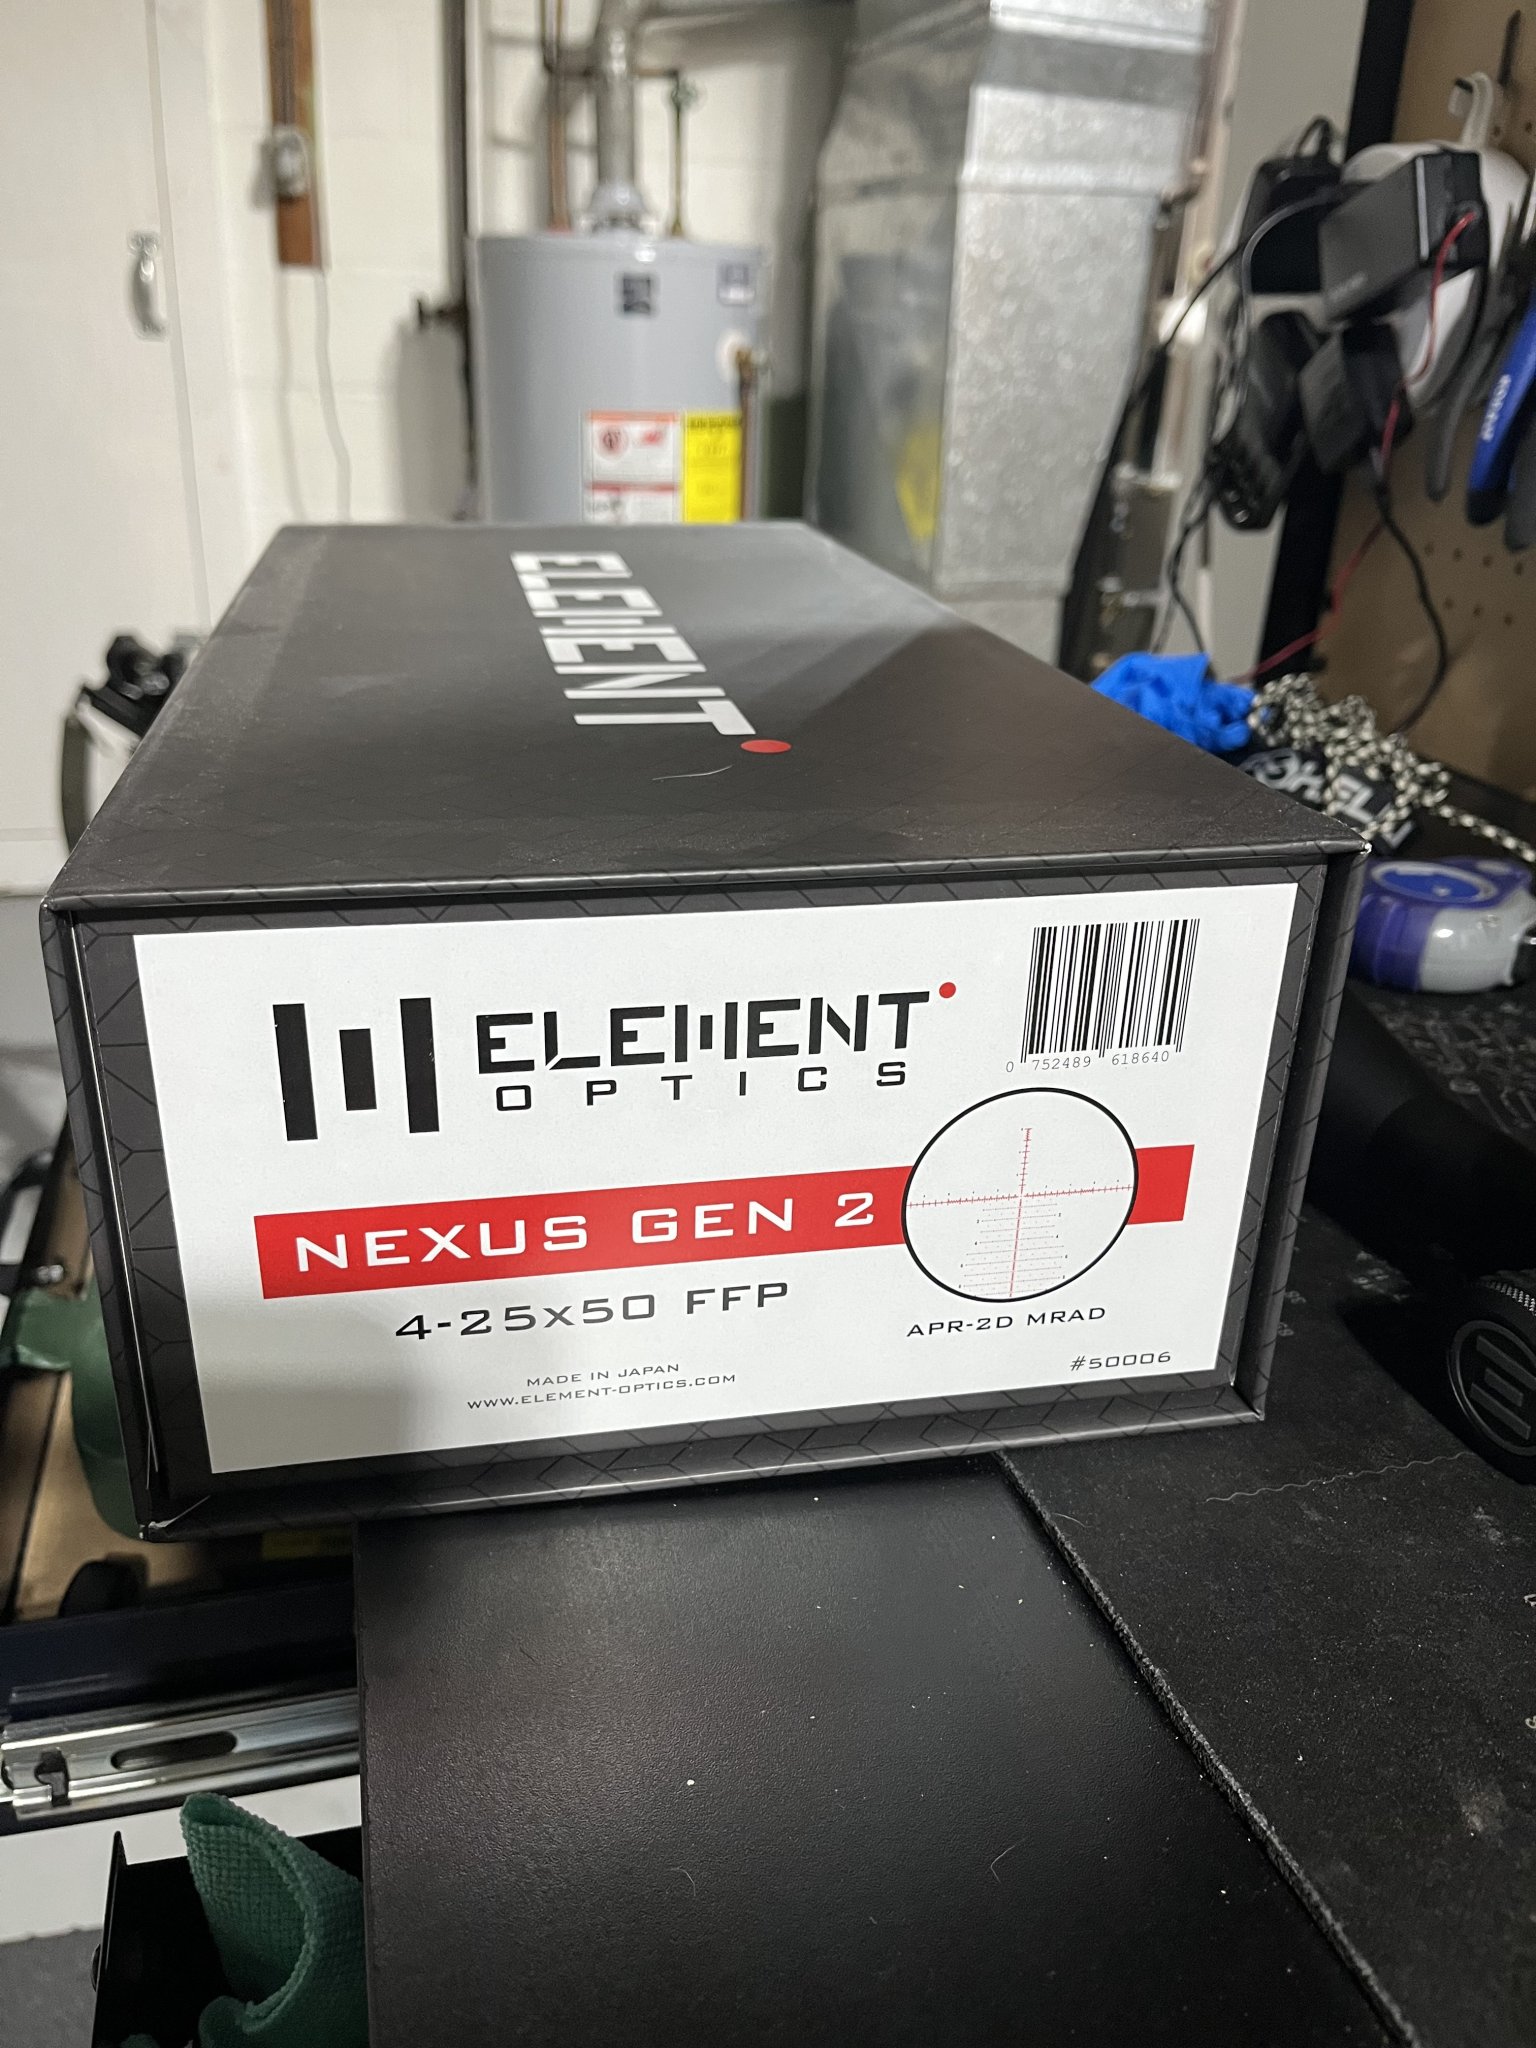 ELEMENT
ELEMENT
OPTICS
0 752489 618640
NEXUS GEN 2
4-25x50 FFP
APR-2D MRAD
#50006
MADE IN JAPAN
WWW.ELEMENT-OPTICS.COM